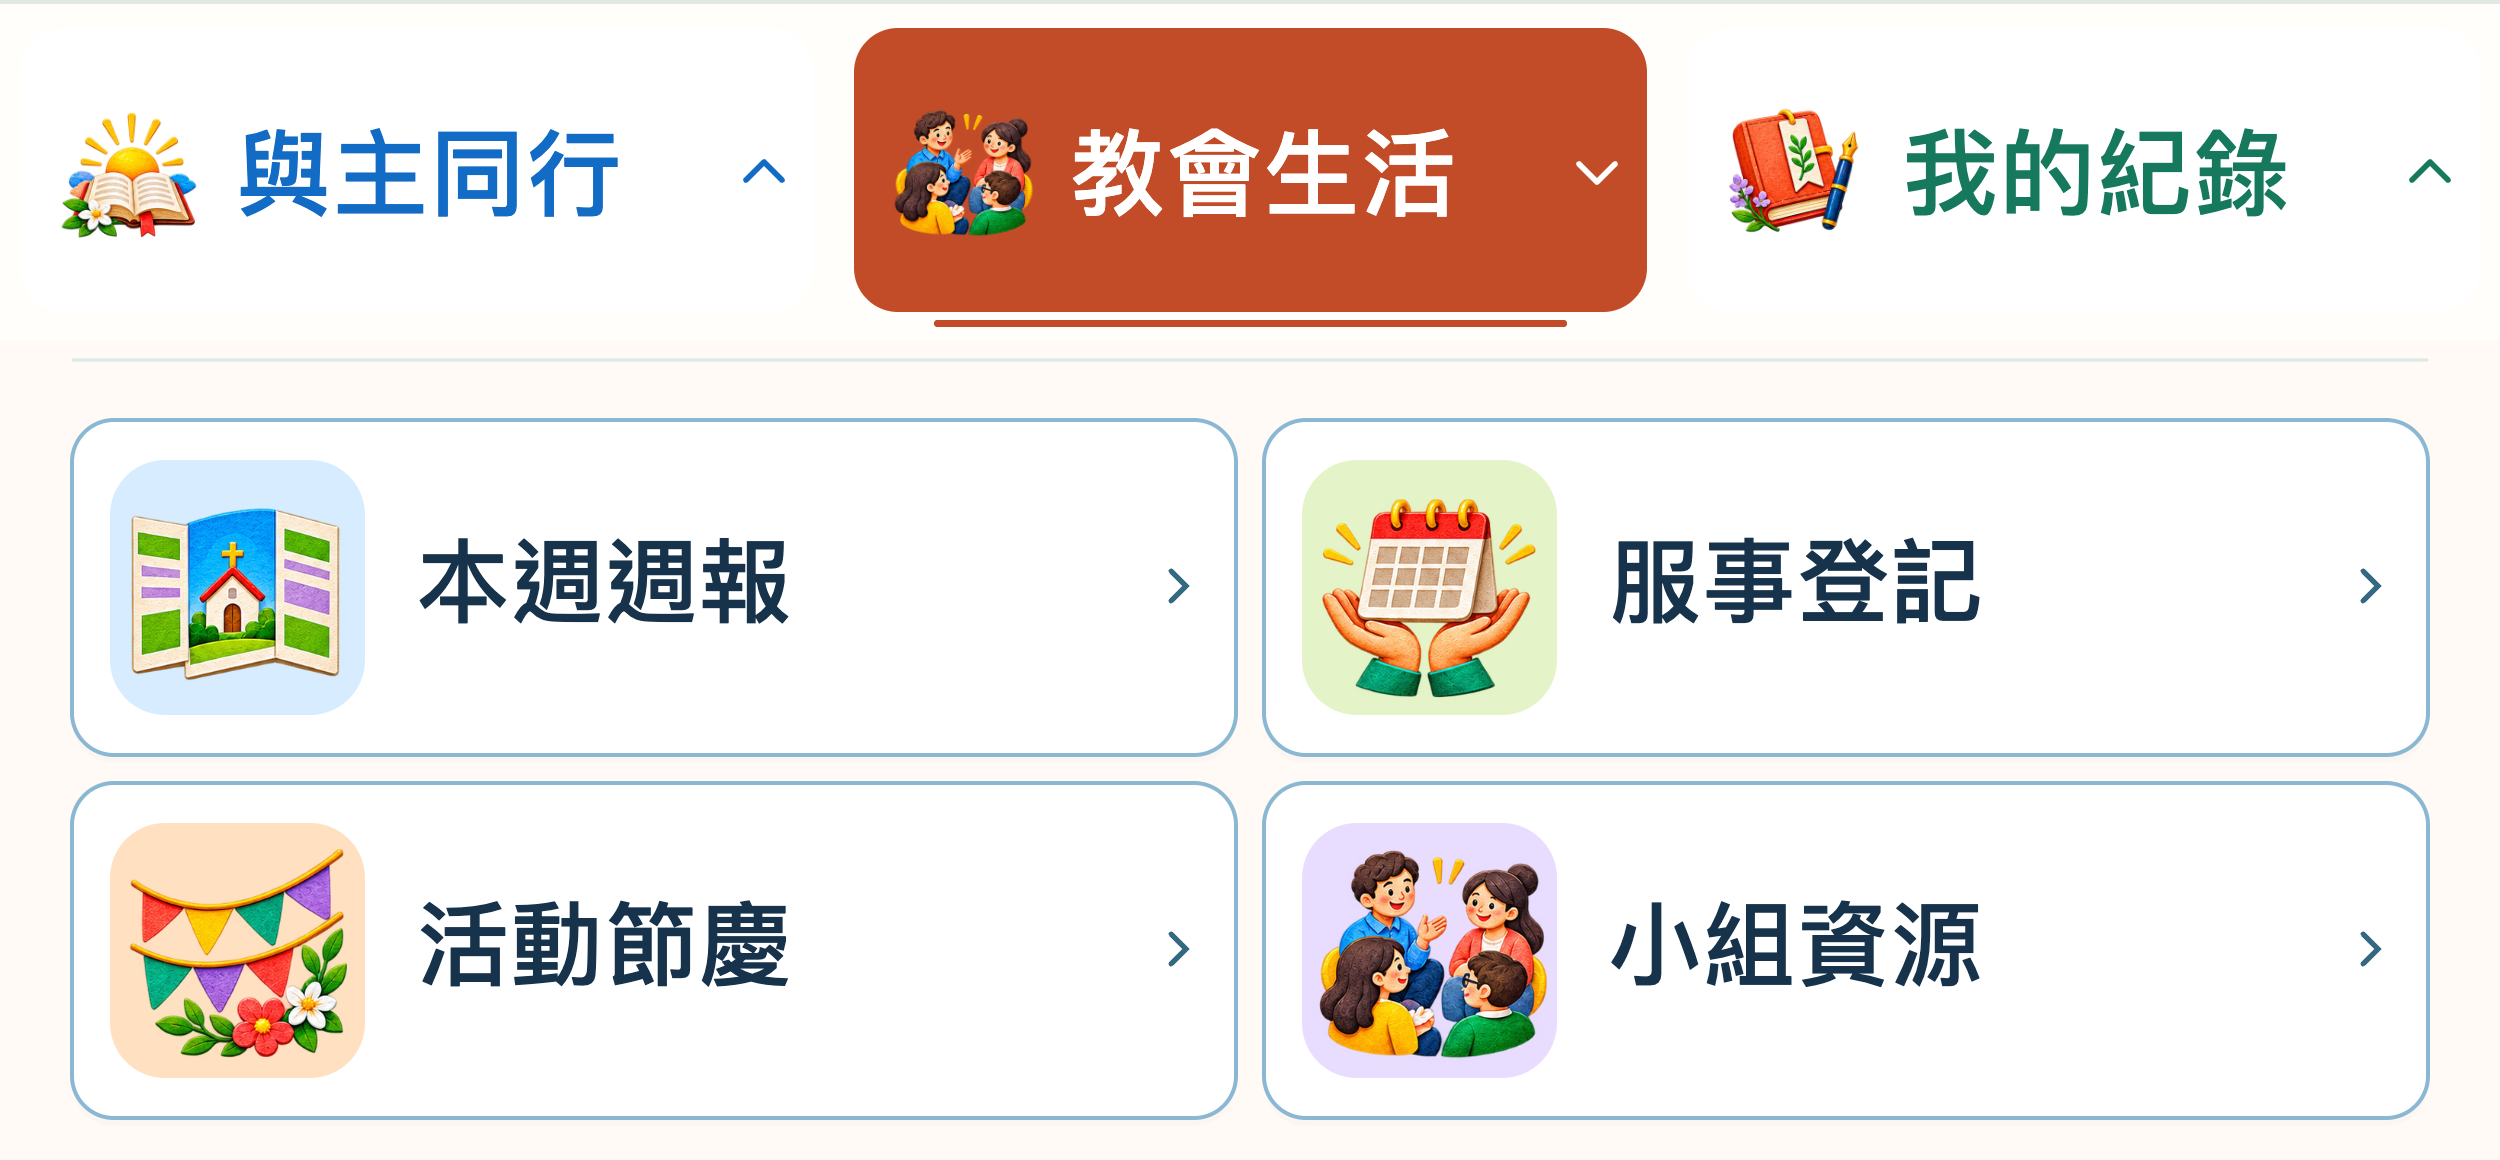 與主同行
教會生活
我的紀錄
本週週報
服事登記
活動節慶
小組資源